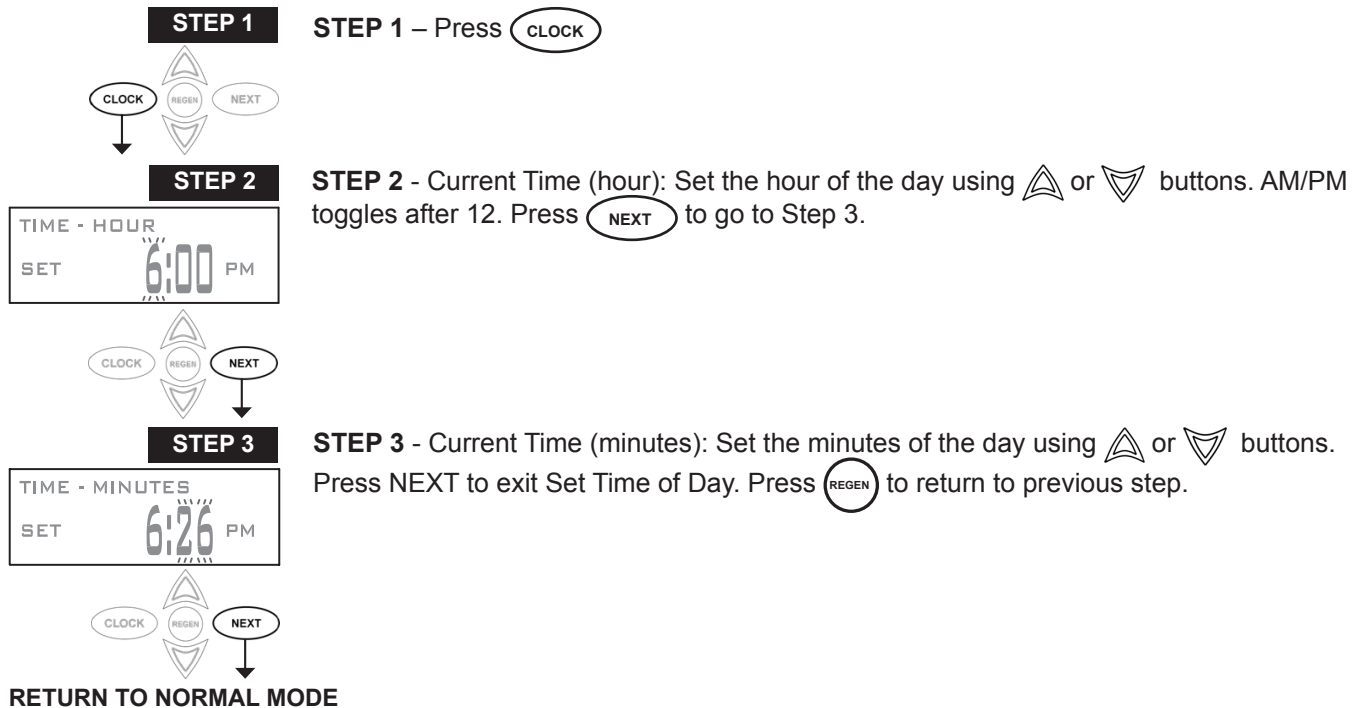 STEP 1
STEP 1 – Press CLOCK
CLOCK REGEN NEXT
STEP 2
STEP 2 - Current Time (hour): Set the hour of the day using or buttons. AM/PM
toggles after 12. Press NEXT to go to Step 3.
TIME - HOUR
SET 6:00 PM
CLOCK REGEN NEXT
STEP 3
STEP 3 - Current Time (minutes): Set the minutes of the day using or buttons.
Press NEXT to exit Set Time of Day. Press REGEN to return to previous step.
TIME - MINUTES
SET 6:26 PM
CLOCK REGEN NEXT
RETURN TO NORMAL MODE